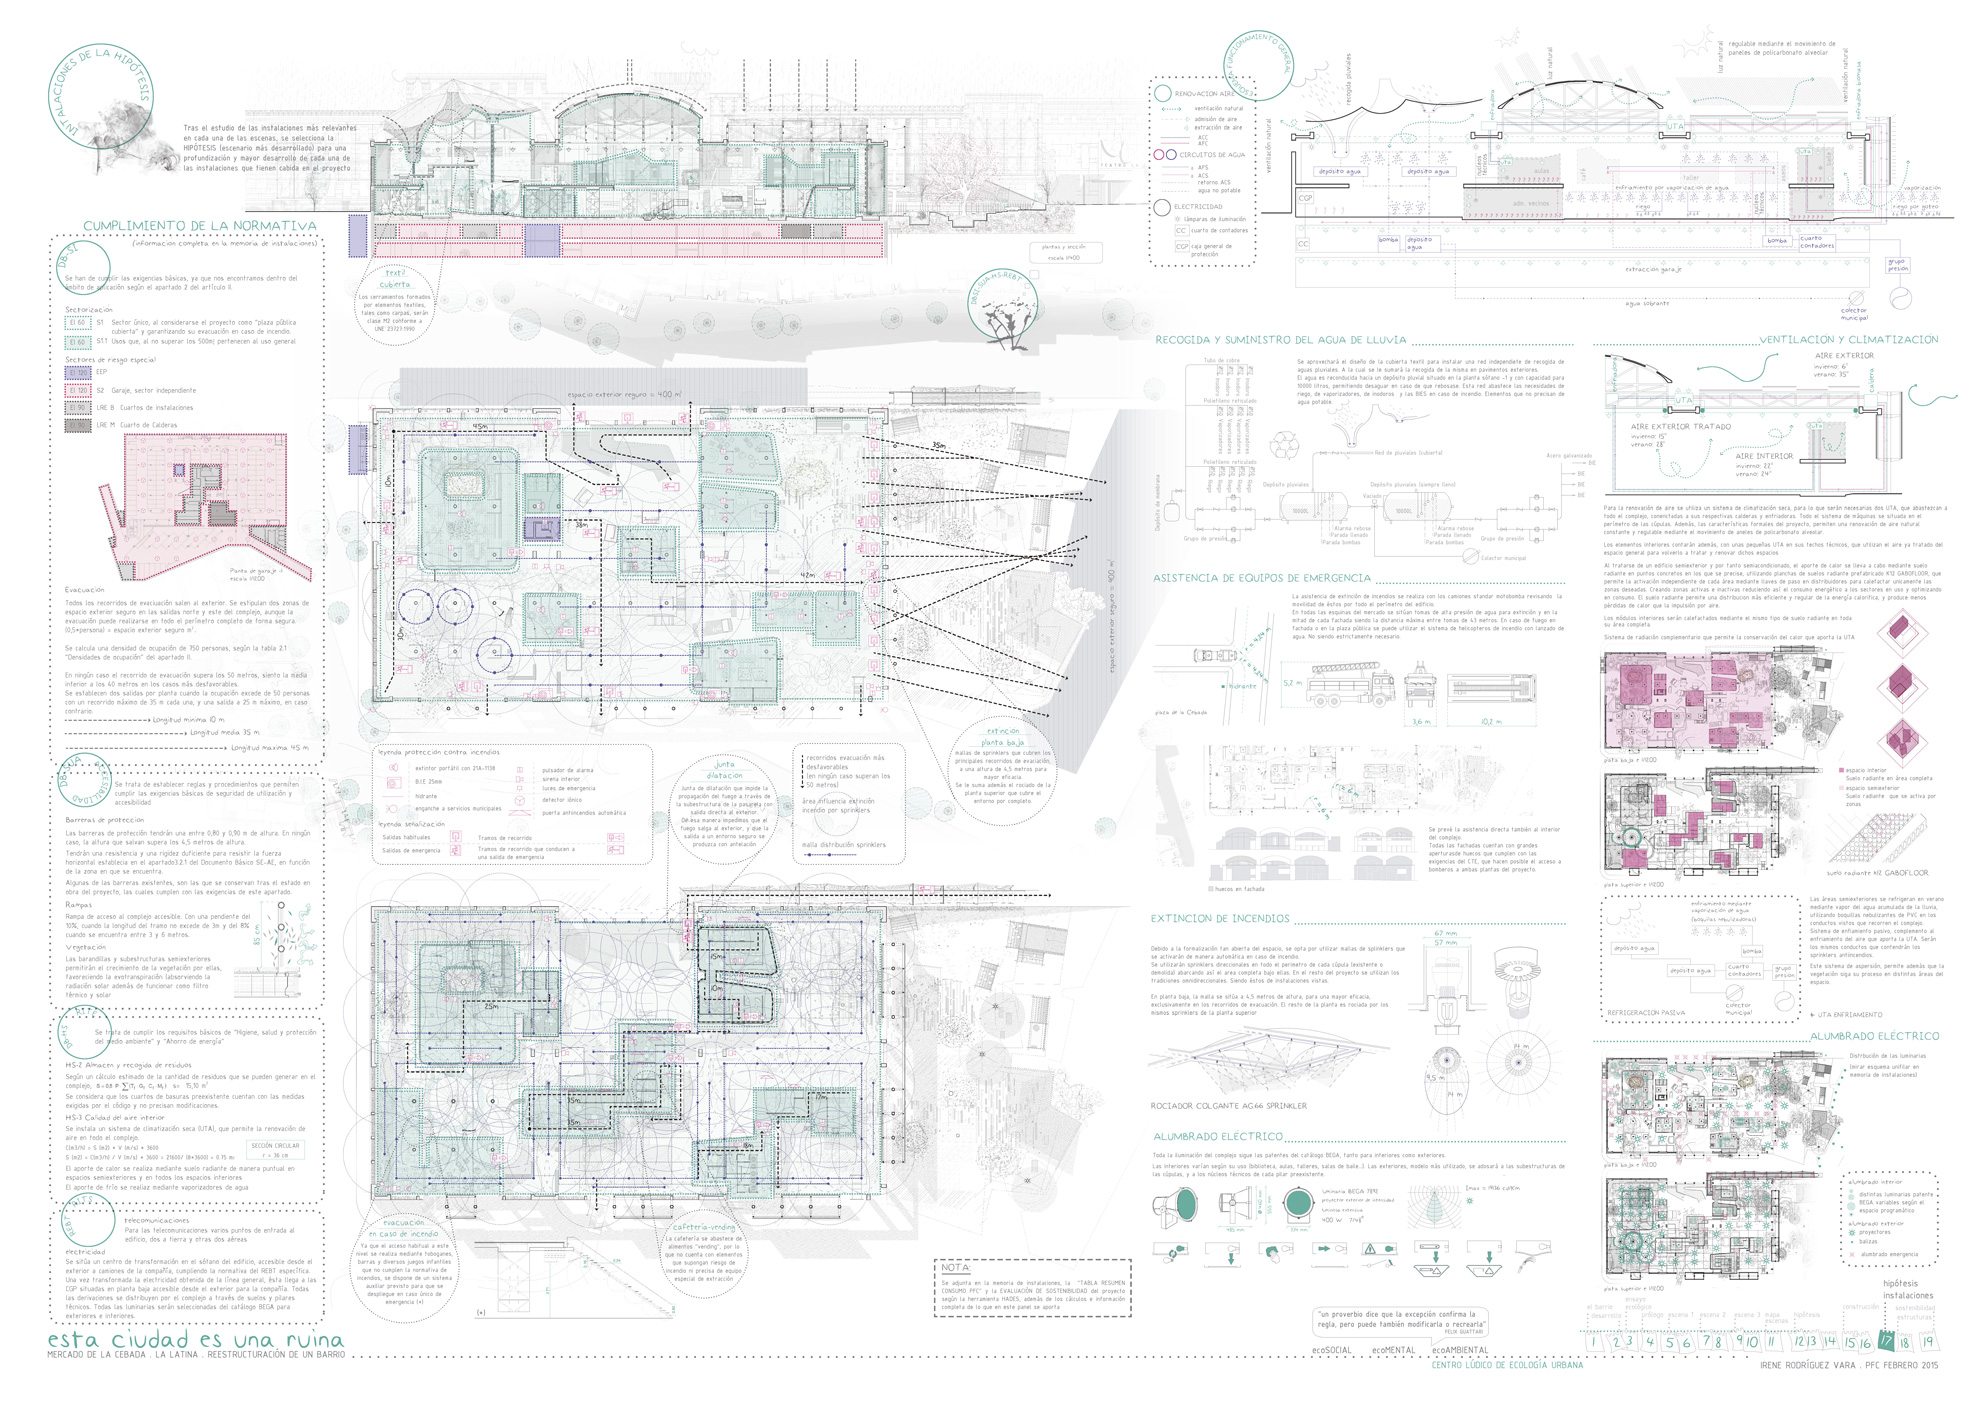 INSTALACIONES DE LA HIPÓTESIS
Tras el estudio de las instalaciones más relevantes
en cada una de las escenas, se selecciona la
HIPÓTESIS (escenario más desarrollado) para una
profundización y mayor desarrollo de cada una de
las instalaciones que tienen cabida en el proyecto
CUMPLIMIENTO DE LA NORMATIVA
(información completa en la memoria de instalaciones)
DB-SI
Se han de cumplir las exigencias básicas, ya que nos encontramos dentro del
ámbito de aplicación según el apartado 2 del artículo 11.
Sectorización
EI 60 S1 Sector único, al considerarse el proyecto como "plaza pública
cubierta" y garantizando su evacuación en caso de incendio.
EI 60 S1.1 Usos que, al no superar los 500m² pertenecen al uso general
Sectores de riesgo especial
EI 120 EEP
EI 120 S2 Garaje, sector independiente
EI 90 LRE B Cuartos de instalaciones
EI 90 LRE M Cuarto de Calderas
Planta de garaje -1
escala 1:1200
Evacuación
Todos los recorridos de evacuación salen al exterior. Se estipulan dos zonas de
espacio exterior seguro en las salidas norte y este del complejo, aunque la
evacuación puede realizarse en todo el perímetro completo de forma segura.
(0,5*persona) = espacio exterior seguro m².
Se calcula una densidad de ocupación de 750 personas, según la tabla 2.1
"Densidades de ocupación" del apartado 11.
En ningún caso el recorrido de evacuación supera los 50 metros, siento la media
inferior a los 40 metros en los casos más desfavorables.
Se establecen dos salidas por planta cuando la ocupación excede de 50 personas
con un recorrido máximo de 35 m cada una, y una salida a 25 m máximo, en caso
contrario.
Longitud mínima 10 m
Longitud media 35 m
Longitud máxima 45 m
DB-SUA ACCESIBILIDAD
Se trata de establecer reglas y procedimientos que permiten
cumplir las exigencias básicas de seguridad de utilización y
accesibilidad
Barreras de protección
Las barreras de protección tendrán una entre 0,80 y 0,90 m de altura. En ningún
caso, la altura que salvan supera los 4,5 metros de altura.
Tendrán una resistencia y una rigidez duficiente para resistir la fuerza
horizontal establecia en el apartado3.2.1 del Documento Básico SE-AE, en función
de la zona en que se encuentra.
Algunas de las barreras existentes, son las que se conservan tras el estado en
obra del proyecto, las cuales cumplen con las exigencias de este apartado.
Rampas
Rampa de acceso al complejo accesible. Con una pendiente del
10%, cuando la longitud del tramo no excede de 3m y del 8%
cuando se encuentra entre 3 y 6 metros.
Vegetación
Las barandillas y subestructuras semiexteriores
permitirán el crecimiento de la vegetación por ellas,
favoreciendo la evotranspiración (absorviendo la
radiación solar además de funcionar como filtro
térmico y solar
85 cm
DB-HS RITE
Se trata de cumplir los requisitos básicos de "Higiene, salud y protección
del medio ambiente" y "Ahorro de energía"
HS-2 Almacen y recogida de residuos
Según un cálculo estimado de la cantidad de residuos que se pueden generar en el
Se considera que los cuartos de basuras preexistente cuentan con las medidas
exigidas por el código y no precisan modificaciones.
HS-3 Calidad del aire interior
Se instala un sistema de climatización seca (UTA), que permite la renovación de
aire en todo el complejo.
SECCIÓN CIRCULAR
r = 36 cm
El aporte de calor se realiza mediante suelo radiante de manera puntual en
espacios semiexteriores y en todos los espacios interiores
El aporte de frío se realiaz mediante vaporizadores de agua
REBT RITS
telecomunicaciones
Para las telecomunicaciones varios puntos de entrada al
edificio, dos a tierra y otras dos aéreas
electricidad
Se sitúa un centro de transformación en el sótano del edificio, accesible desde el
exterior a camiones de la compañía, cumpliendo la normativa del REBT específica.
Una vez transformada la electricidad obtenida de la línea general, ésta llega a las
CGP situadas en planta baja accesible desde el exterior para la compañía. Todas
las derivaciones se distribuyen por el complejo a través de suelos y pilares
técnicos. Todas las luminarias serán seleccionadas del catálogo BEGA para
exteriores e interiores.
esta ciudad es una ruina
MERCADO DE LA CEBADA . LA LATINA . REESTRUCTURACIÓN DE UN BARRIO
plantas y sección
escala 1:400
textil
cubierta
Los cerramientos formados
por elementos textiles,
tales como carpas, serán
clase M2 conforme a
UNE 23727:1990
DB-SI-SUA-HS-REBT
espacio exterior seguro = 400 m²
espacio exterior seguro = 900 m²
45m
10m
38m
42m
30m
35m
extinción
planta baja
mallas de sprinklers que cubren los
principales recorridos de evacuación,
a una altura de 4,5 metros para
mayor eficacia.
Se le suma además el rociado de la
planta superior que cubre el
entorno por completo.
leyenda protección contra incendios
extintor portátil con 21A-113B
B.I.E 25mm
hidrante
enganche a servicios municipales
pulsador de alarma
sirena interior
luces de emergencia
detector iónico
puerta antiincendios automática
leyenda señalización
Salidas habituales
Salidas de emergencia
Tramos de recorrido
Tramos de recorrido que conducen a
una salida de emergencia
junta
dilatación
Junta de dilatación que impide la
propagación del fuego a través de
la subestructura de la pasarela con
salida directa al exterior.
De ésa manera impedimos que el
fuego salga al exterior, y que la
salida a un entorno seguro se
produzca con antelación
recorridos evacuación más
desfavorables
(en ningún caso superan los
50 metros)
área influencia extinción
incendio por sprinklers
malla distribución sprinklers
25m
15m
10m
35m
35m
18m
17m
evacuación
en caso de incendio
Ya que el acceso habitual a este
nivel se realiza mediante toboganes,
barras y diversos juegos infantiles
que no cumplen la normativa de
incendios, se dispone de un sistema
auxiliar previsto para que se
despliegue en caso único de
emergencia (*)
(*)
cafetería-vending
La cafetería se abastece de
alimentos "vending", por lo
que no cuenta con elementos
que supongan riesgo de
incendio ni precisa de equipo
especial de extracción
NOTA:
Se adjunta en la memoria de instalaciones, la "TABLA RESUMEN
CONSUMO PFC" y la EVALUACIÓN DE SOSTENIBILIDAD del proyecto
según la herramienta HADES, además de los cálculos e información
completa de lo que en este panel se aporta
ESQUEMA FUNCIONAMIENTO GENERAL
RENOVACIÓN AIRE
ventilación natural
admisión de aire
extracción de aire
ACC
AFC
CIRCUITOS DE AGUA
AFS
ACS
retorno ACS
agua no potable
ELECTRICIDAD
lámparas de iluminación
CC cuarto de contadores
CGP caja general de
protección
ventilación natural
recogida pluviales
luz natural
luz natural
regulable mediante el movimiento de
paneles de policarbonato alveolar
ventilación natural
enfriadora
UTA
depósito agua
depósito agua
aulas
café
taller
enfriamiento por vaporización de agua
adm. vecinos
riego
vaporización
riego por goteo
CGP
CC
bomba
depósito
agua
bomba
cuarto
contadores
grupo
presión
extracción garaje
agua sobrante
colector
municipal
RECOGIDA Y SUMINISTRO DEL AGUA DE LLUVIA
Se aprovechará el diseño de la cubierta textil para instalar una red independiente de recogida de
aguas pluviales. A la cual se le sumará la recogida de la misma en pavimentos exteriores.
El agua es reconducida hacia un depósito pluvial situado en la planta sótano -1 y con capacidad para
10000 litros, permitiendo desaguar en caso de que rebosase. Esta red abastece las necesidades de
riego, de vaporizadores, de inodoros y las BIES en caso de incendio. Elementos que no precisan de
agua potable
Tubo de cobre
Polietileno reticulado
Polietileno reticulado
Depósito de membrana
Grupo de presión
Depósito pluviales
Red de pluviales (cubierta)
Depósito pluviales (siempre lleno)
Vaciado
10000L
10000L
Alarma rebose
Parada llenado
Parada bombas
Alarma rebose
Parada llenado
Parada bombas
Grupo de presión
Acero galvanizado
BIE
BIE
BIE
Colector municipal
ASISTENCIA DE EQUIPOS DE EMERGENCIA
La asistencia de extinción de incendios se realiza con los camiones standar motobomba revisando la
movilidad de éstos por todo el perímetro del edificio.
En todas las esquinas del mercado se sitúan tomas de alta presión de agua para extinción y en la
mitad de cada fachada siendo la distancia máxima entre tomas de 43 metros. En caso de fuego en
fachada o en la plaza pública se puede utilizar el sistema de helicopteros de incendio con lanzado de
agua. No siendo estrictamente necesario.
hidrante
plaza de la Cebada
5,2 m
3,6 m
10,2 m
Se prevé la asistencia directa también al interior
del complejo.
Todas las fachadas cuentan con grandes
aperturasde huecos que cumplen con las
exigencias del CTE, que hacen posible el acceso a
bomberos a ambas plantas del proyecto.
huecos en fachada
EXTINCIÓN DE INCENDIOS
Debido a la formalización tan abierta del espacio, se opta por utilizar mallas de splinklers que
se activarán de manera automática en caso de incendio.
Se utilizarán sprinkers direccionales en todo el perímetro de cada cúpula (existente o
demolida) abarcando así el area completa bajo ellas. En el resto del proyecto se utilizan los
tradiciones omnidireccionales. Siendo éstos de instalaciones vistas.
En planta baja, la malla se sitúa a 4,5 metros de altura, para una mayor eficacia,
exclusivamente en los recorridos de evacuación. El resto de la planta es rociada por los
mismos sprinklers de la planta superior
67 mm
57 mm
4,5 m
14 m
14 m
ROCIADOR COLGANTE AG66 SPRINKLER
ALUMBRADO ELÉCTRICO
Toda la iluminación del complejo sigue las patentes del catálogo BEGA, tanto para interiores como exteriores.
Las interiores varían según su uso (biblioteca, aulas, talleres, salas de baile...). Las exteriores, modelo más utilizado, se adosará a las subestructuras de
las cúpulas, y a los núcleos técnicos de cada pilar preexistente.
Luminaria BEGA 7892
400 W
"un proverbio dice que la excepción confirma la
regla, pero puede también modificarla o recrearla"
FELIX GUATTARI
ecoSOCIAL ecoMENTAL ecoAMBIENTAL
CENTRO LÚDICO DE ECOLOGÍA URBANA
VENTILACIÓN Y CLIMATIZACIÓN
AIRE EXTERIOR
invierno: 6°
verano: 35°
enfriadora
caldera
UTA
AIRE EXTERIOR TRATADO
invierno: 15°
verano: 28°
AIRE INTERIOR
invierno: 22°
verano: 24°
Para la renovación de aire se utiliza un sistema de climatización seca, para lo que serán necesarias dos UTA, que abastezcan a
todo el complejo, conenctadas a sus respectivas calderas y enfriadoras. Todo el sistema de máquinas se situada en el
perímetro de las cúpulas. Además, las características formales del proyecto, permiten una renovación de aire natural
constante y regulable mediante el movimiento de aneles de policarbonato alveolar.
Los elementos interiores contarán además, con unas pequeñas UTA en sus techos técnicos, que utilizan el aire ya tratado del
espacio general para volverlo a tratar y renovar dichos espacios
Al tratarse de un edificio semiexterior y por tanto semiacondicionado, el aporte de calor se lleva a cabo mediante suelo
radiante en puntos concretos en los que se precise, utilizando planchas de suelos radiante prefabricado K12 GABOFLOOR, que
permite la activación independiente de cada área mediante llaves de paso en distribudores para calefactar unicamente las
zonas deseadas. Creando zonas activas e inactivas reduciendo así el consumo energético a los sectores en uso y optimizando
en consumo. El suelo radiante permite una distribucion más eficiente y regular de la energía calorífica, y produce menos
pérdidas de calor que la impulsión por aire.
Los módulos interiores serán calefactados mediante el mismo tipo de suelo radiante en toda
su área completa
Sistema de radiación complementario que permite la conservación del calor que aporta la UTA
planta baja e 1:1200
planta superior e 1:1200
espacio interior
Suelo radiante en área completa
espacio semiexterior
Suelo radiante que se activa por
zonas
suelo radiante K12 GABOFLOOR
enfriamiento mediante
vaporización de agua
(boquillas nebulizadoras)
depósito agua
bomba
depósito agua
cuarto
contadores
grupo
presión
colector
municipal
REFRIGERACIÓN PASIVA
Las áreas semiexteriores se refrigeran en verano
mediante vapor del agua acumulada de la lluvia,
utilizando boquillas nebulizantes de PVC en los
conductos vistos que recorren el complejo.
Sistema de enfriamiento pasivo, complemento al
enfriamiento del aire que aporta la UTA. Serán
los mismos conductos que contendrán los
sprinklers antiincendios.
Este sistema de aspersión, permite además que la
vegetación siga su proceso en distintas áreas del
espacio.
+ UTA ENFRIAMIENTO
ALUMBRADO ELÉCTRICO
Distribución de las luminarias
(mirar esquema unifilar en
memoria de instalaciones)
planta baja e 1:1200
planta superior e 1:1200
alumbrado interior
distintas luminarias patente
BEGA variables según el
espacio programático
alumbrado exterior
proyectores
balizas
alumbrado emergencia
hipótesis
instalaciones
el barrio
desarrollo
ensayo
ecológico
prólogo
escena 1
escena 2
escena 3
mapa
escenas
hipótesis
construcción
sostenibilidad
estructuras
1 2 3 4 5 6 7 8 9 10 11 12 13 14 15 16 17 18 19
IRENE RODRÍGUEZ VARA . PFC FEBRERO 2015